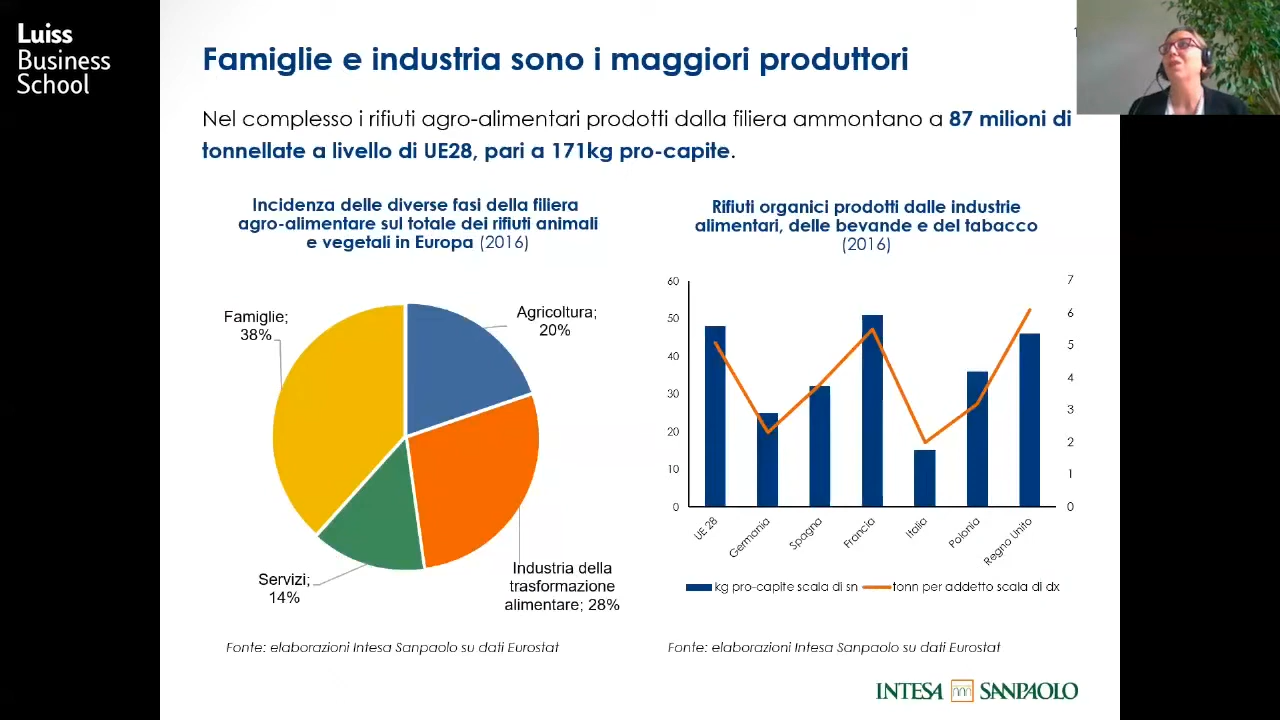 Luiss
Business
School
Famiglie e industria sono i maggiori produttori
Nel complesso i rifiuti agro-alimentari prodotti dalla filiera ammontano a 87 milioni di
tonnellate a livello di UE28, pari a 171kg pro-capite.
Incidenza delle diverse fasi della filiera
agro-alimentare sul totale dei rifiuti animali
e vegetali in Europa (2016)
Famiglie;
38%
Agricoltura;
20%
Servizi;
14%
Industria della
trasformazione
alimentare; 28%
Fonte: elaborazioni Intesa Sanpaolo su dati Eurostat
Rifiuti organici prodotti dalle industrie
alimentari, delle bevande e del tabacco
(2016)
60
50
40
30
20
10
0
7
6
5
4
3
2
1
0
UE 28
Germania
Spagna
Francia
Italia
Polonia
Regno Unito
kg pro-capite scala di sn
tonn per addetto scala di dx
Fonte: elaborazioni Intesa Sanpaolo su dati Eurostat
INTESA SANPAOLO